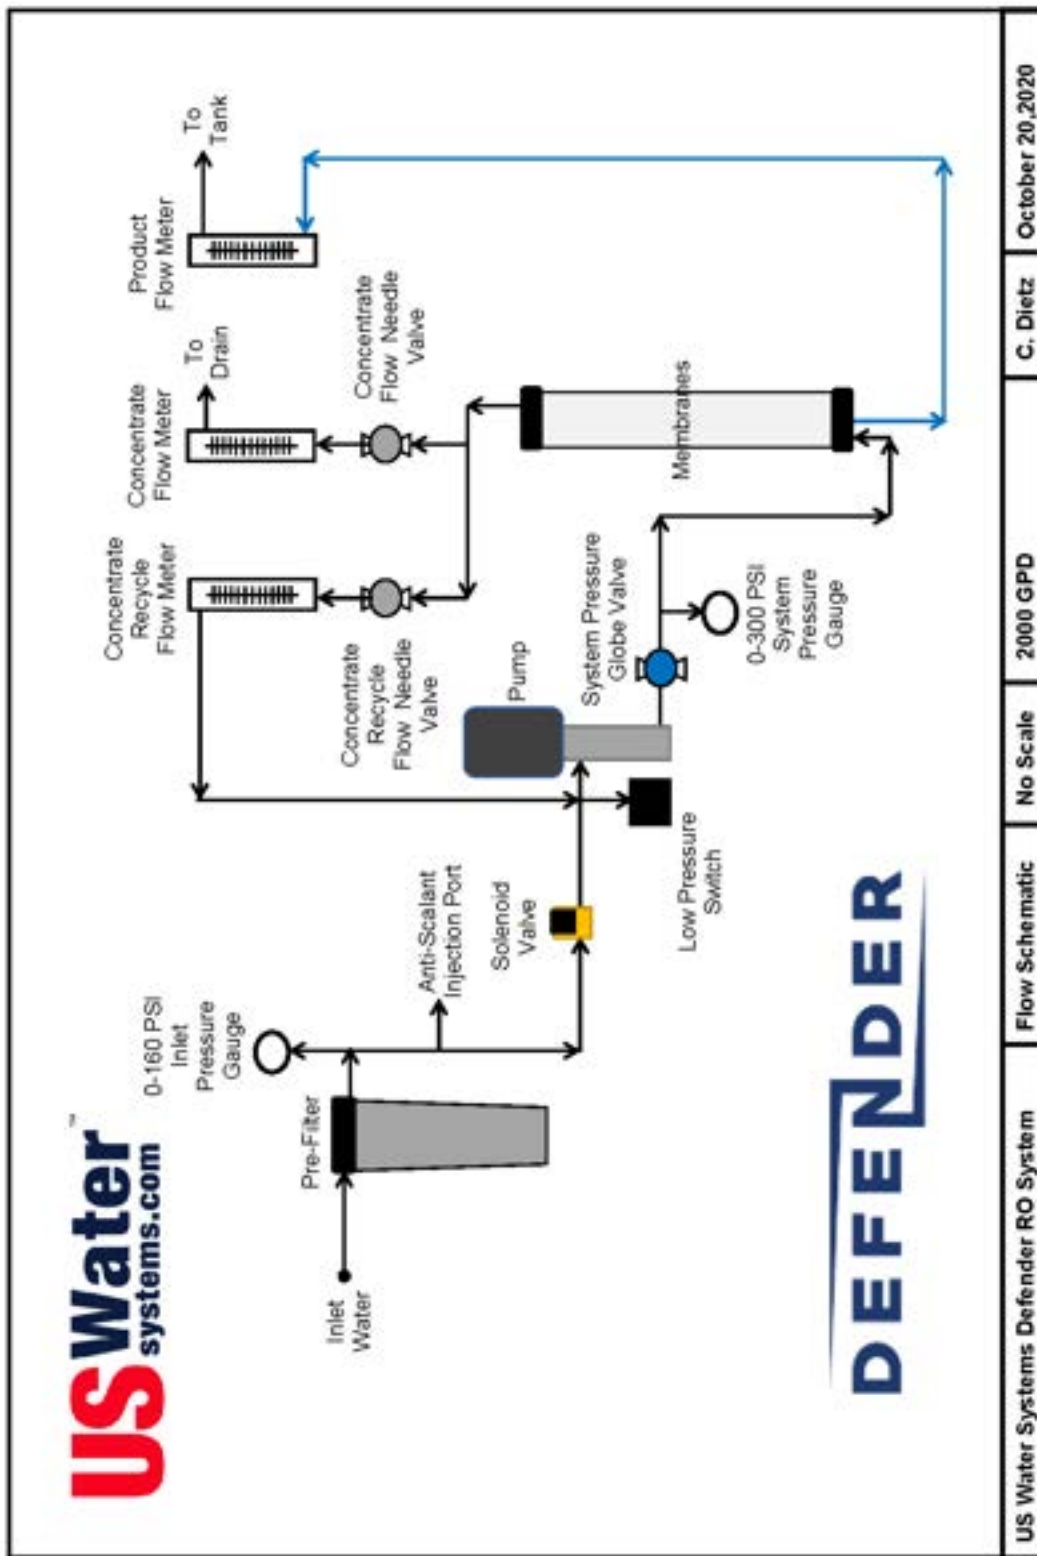 USWater
systems.com
™
0-160 PSI
Inlet
Pressure
Gauge
Pre-Filter
Inlet
Water
Anti-Scalant
Injection Port
Solenoid
Valve
Low Pressure
Switch
Concentrate
Recycle
Flow Meter
Concentrate
Recycle
Flow Needle
Valve
Pump
System Pressure
Globe Valve
0-300 PSI
System
Pressure
Gauge
Concentrate
Flow Meter
To
Drain
Concentrate
Flow Needle
Valve
Membranes
Product
Flow Meter
To
Tank
DEFENDER
US Water Systems Defender RO System
Flow Schematic
No Scale
2000 GPD
C. Dietz
October 20,2020